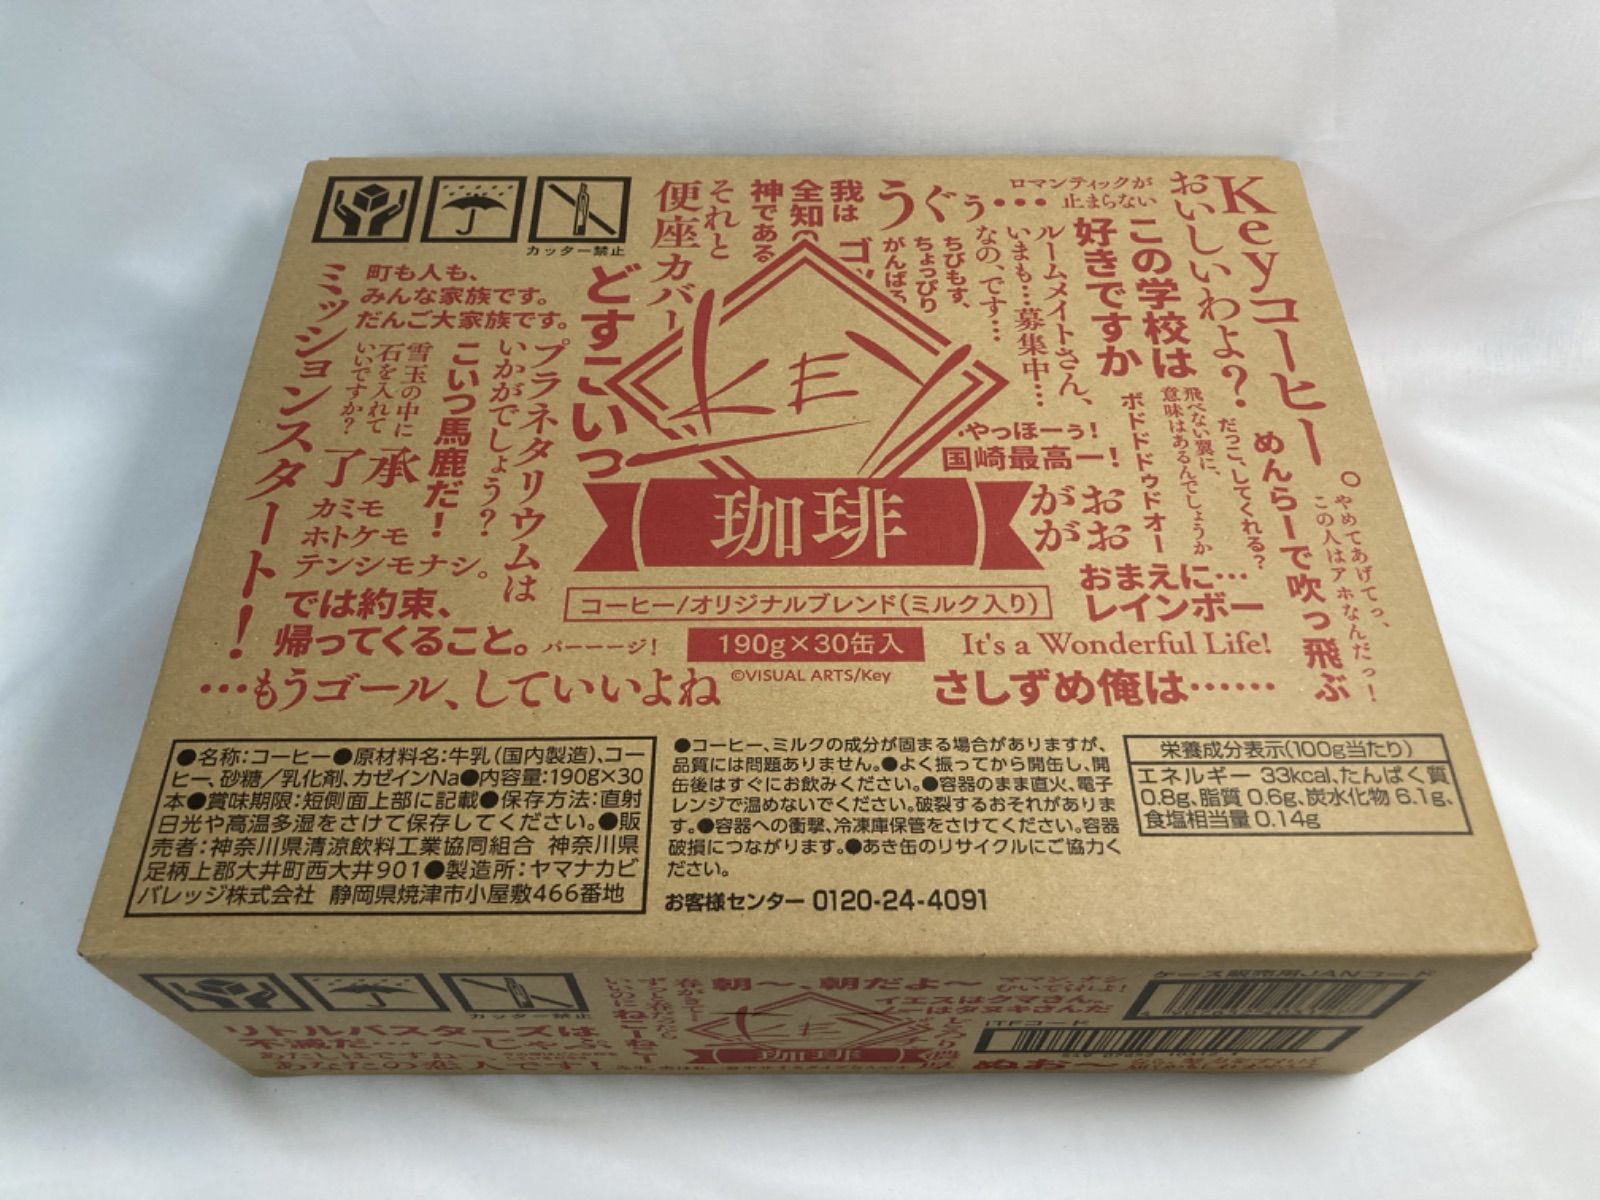 カッター禁止
町も人も、
みんな家族です。
だんご大家族です。
ミッションスタート！
雪玉の中に
石を入れて
いいですか？
了承
こいつ馬鹿だ！
プラネタリウムは
いかがでしょう？
カミモ
ホトケモ
テンシモナシ。
では約束、
帰ってくること。
パーーージ！
…もうゴール、していいよね
どすこいっ
それと
便座カバー
我は
全知
神である
うぐぅ…
ちびもす、
ちょっぴり
がんばる
ロマンティックが
止まらない
ルームメイトさん、
いまも…募集中…
なの、です…
この学校は
好きですか
Keyコーヒー。
おいしいわよ？
だっこ、してくれる？
めんらーで吹っ飛ぶ
やめてあげてっ、
この人はアホなんだっ！
飛べない翼に、
意味はあるんでしょうか
ボドドドゥドオー
やっほーぅ！
国崎最高ー！
がお
がお
おまえに…
レインボー
It's a Wonderful Life!
さしずめ俺は……
KEY
珈琲
コーヒー/オリジナルブレンド(ミルク入り)
190g×30缶入
©VISUAL ARTS/Key
●名称:コーヒー●原材料名:牛乳(国内製造)、コー
ヒー、砂糖／乳化剤、カゼインNa●内容量:190g×30
本●賞味期限:短側面上部に記載●保存方法:直射
日光や高温多湿をさけて保存してください。●販
売者:神奈川県清涼飲料工業協同組合 神奈川県
足柄上郡大井町西大井901●製造所:ヤマナカビ
バレッジ株式会社 静岡県焼津市小屋敷466番地
●コーヒー、ミルクの成分が固まる場合がありますが、
品質には問題ありません。●よく振ってから開缶し、開
缶後はすぐにお飲みください。●容器のまま直火、電子
レンジで温めないでください。破裂するおそれがありま
す。●容器への衝撃、冷凍庫保管をさけてください。容器
破損につながります。●あき缶のリサイクルにご協力く
ださい。
お客様センター 0120-24-4091
栄養成分表示(100g当たり)
エネルギー 33kcal、たんぱく質
0.8g、脂質 0.6g、炭水化物 6.1g、
食塩相当量 0.14g
カッター禁止
リトルバスターズは
不滅だ…
あなたの恋人です！
朝〜、朝だよ〜
イエスはクマさん。
ノーはタヌキさんだ
KEY
珈琲
濃厚
ケース販売用JANコード
ITFコード
ぬお〜